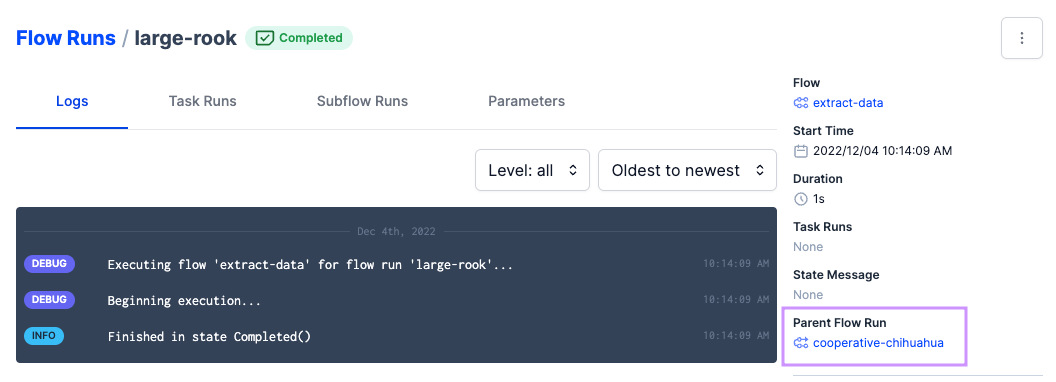 Flow Runs / large-rook Completed
Logs Task Runs Subflow Runs Parameters
Level: all Oldest to newest
Dec 4th, 2022
DEBUG Executing flow 'extract-data' for flow run 'large-rook'... 10:14:09 AM
DEBUG Beginning execution... 10:14:09 AM
INFO Finished in state Completed() 10:14:09 AM
Flow
extract-data
Start Time
2022/12/04 10:14:09 AM
Duration
1s
Task Runs
None
State Message
None
Parent Flow Run
cooperative-chihuahua